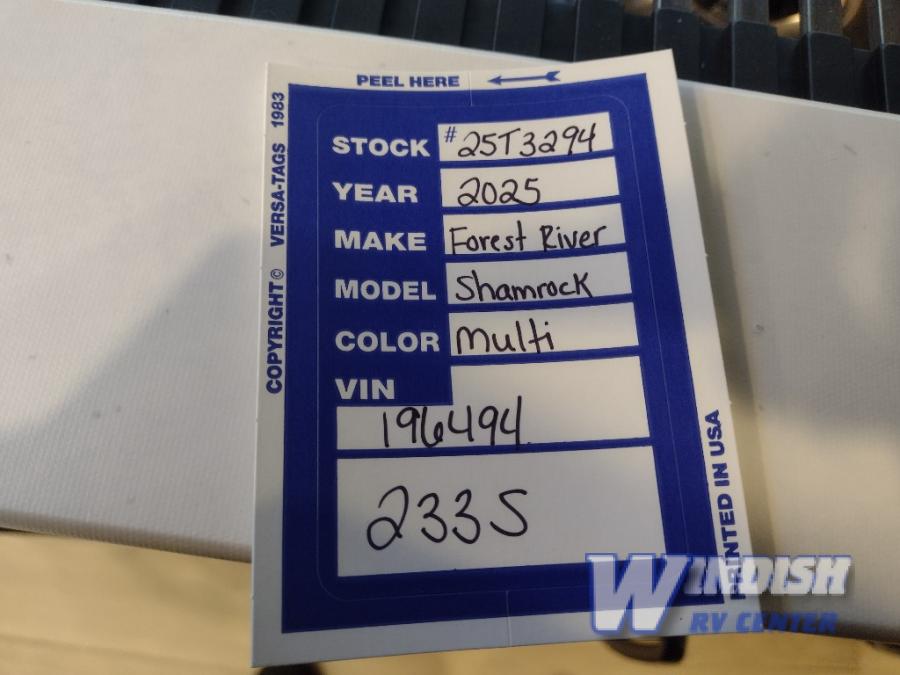 PEEL HERE
COPYRIGHT © VERSA-TAGS 1983
STOCK #25T3294
YEAR 2025
MAKE Forest River
MODEL Shamrock
COLOR Multi
VIN
196494
233S
PRINTED IN USA
WINDISH
RV CENTER